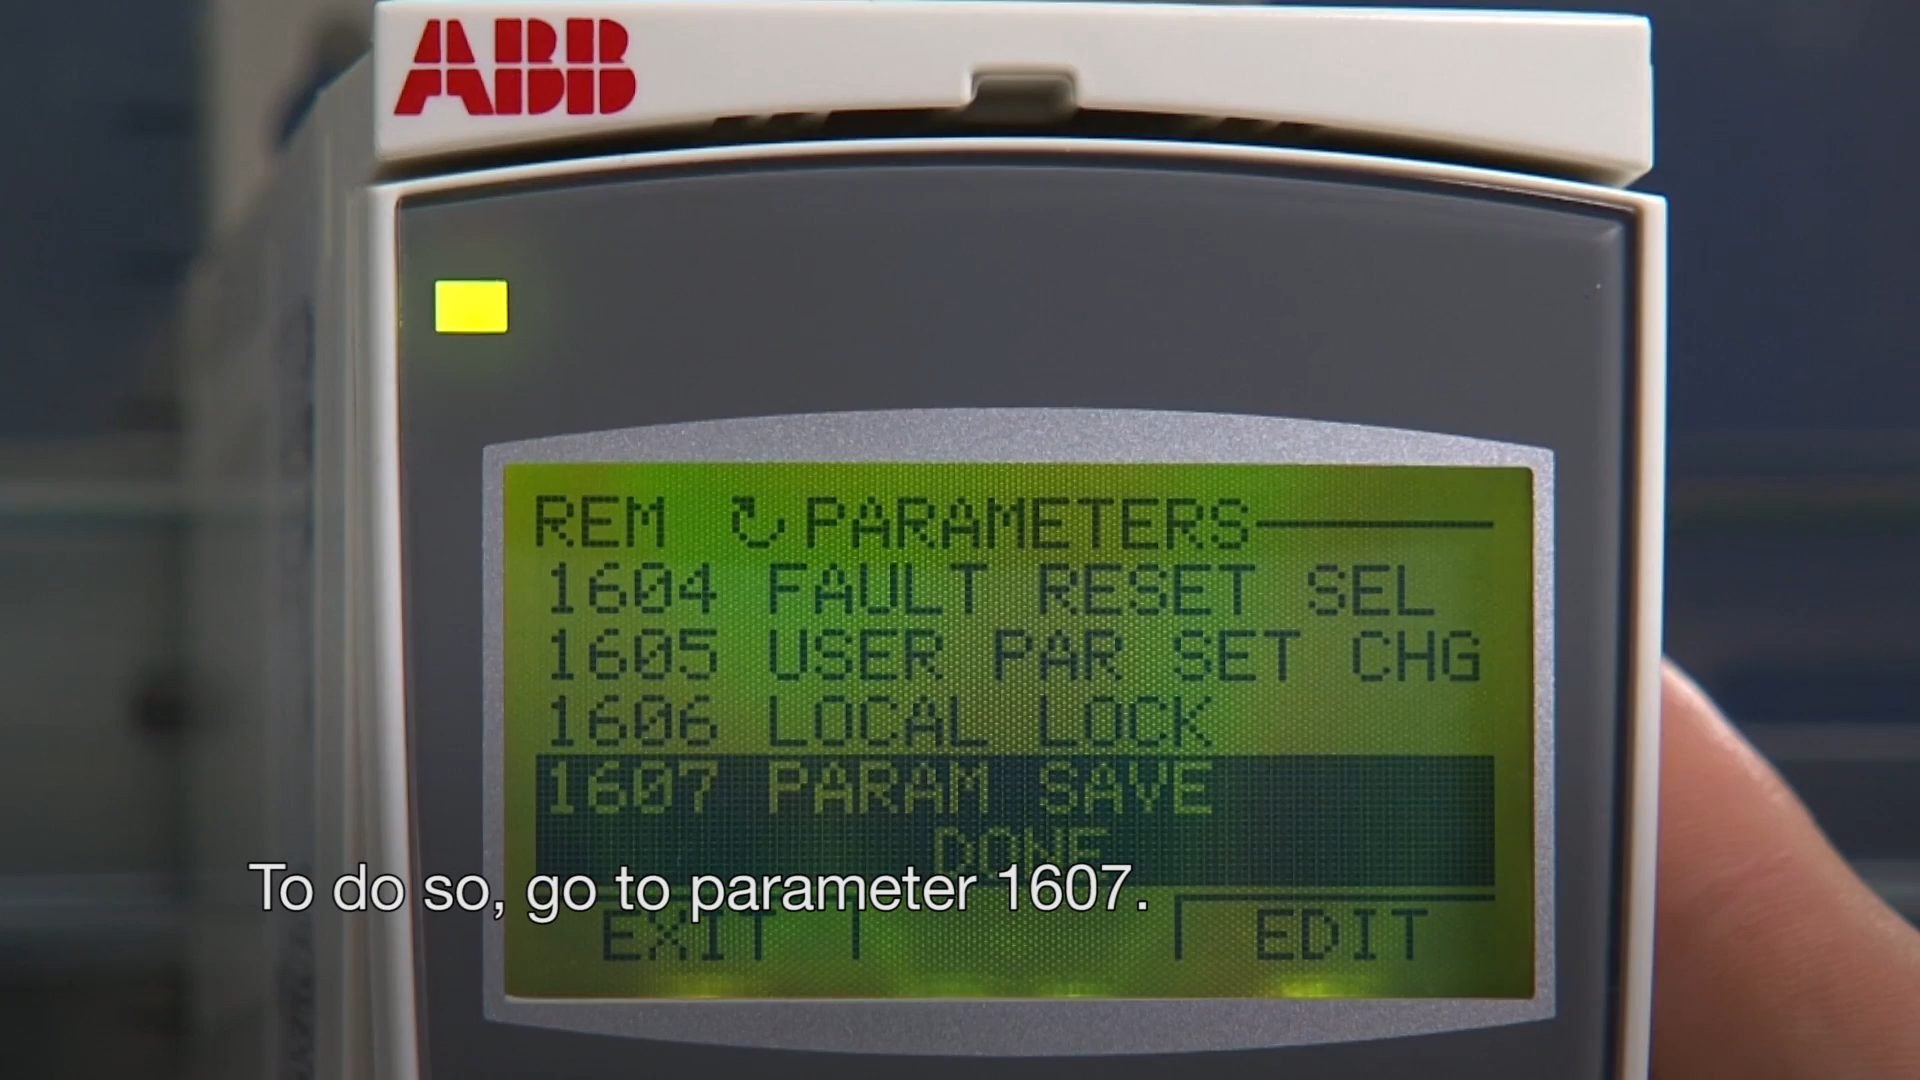 ABB
REM PARAMETERS
1604 FAULT RESET SEL
1605 USER PAR SET CHG
1606 LOCAL LOCK
1607 PARAM SAVE
DONE
To do so, go to parameter 1607.
EXIT EDIT